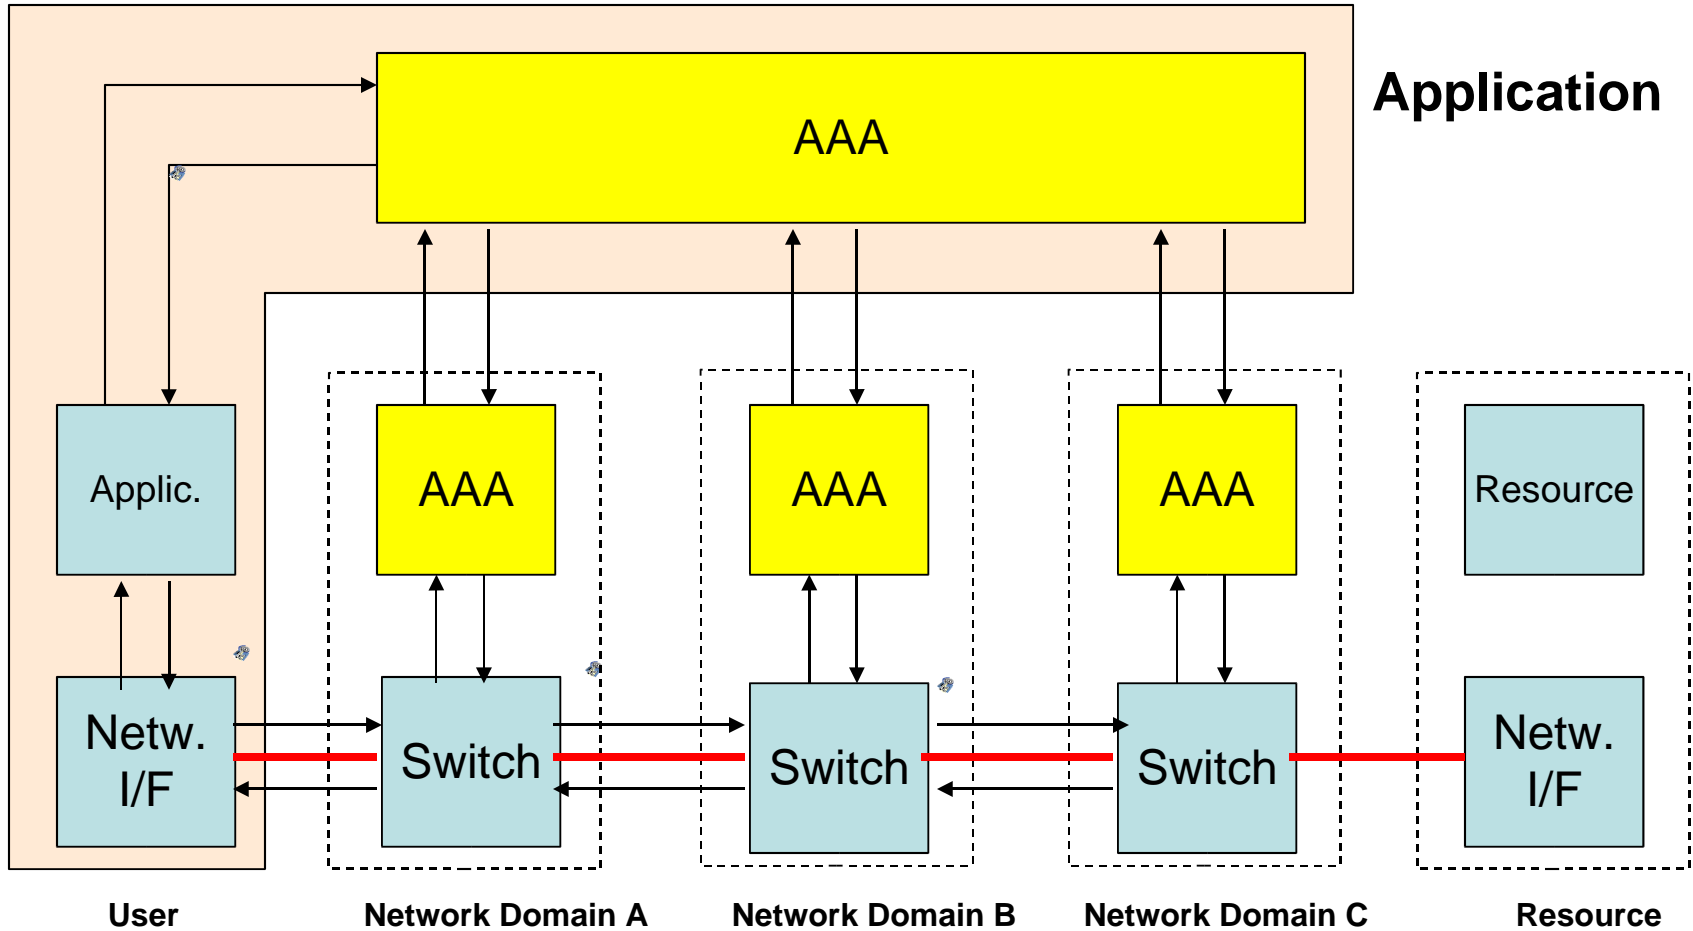 Application
AAA
Applic.
AAA
AAA
AAA
Resource
Netw.
I/F
Switch
Switch
Switch
Netw.
I/F
User
Network Domain A
Network Domain B
Network Domain C
Resource